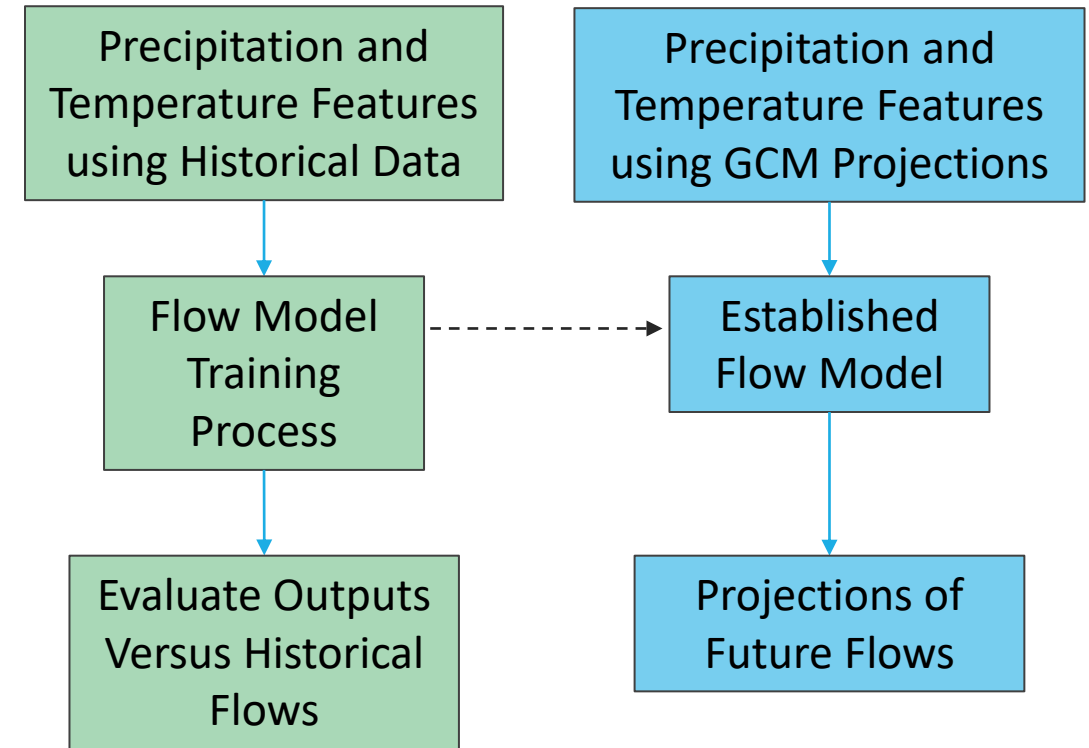 Precipitation and
Temperature Features
using Historical Data
Precipitation and
Temperature Features
using GCM Projections
Flow Model
Training
Process
Established
Flow Model
Evaluate Outputs
Versus Historical
Flows
Projections of
Future Flows